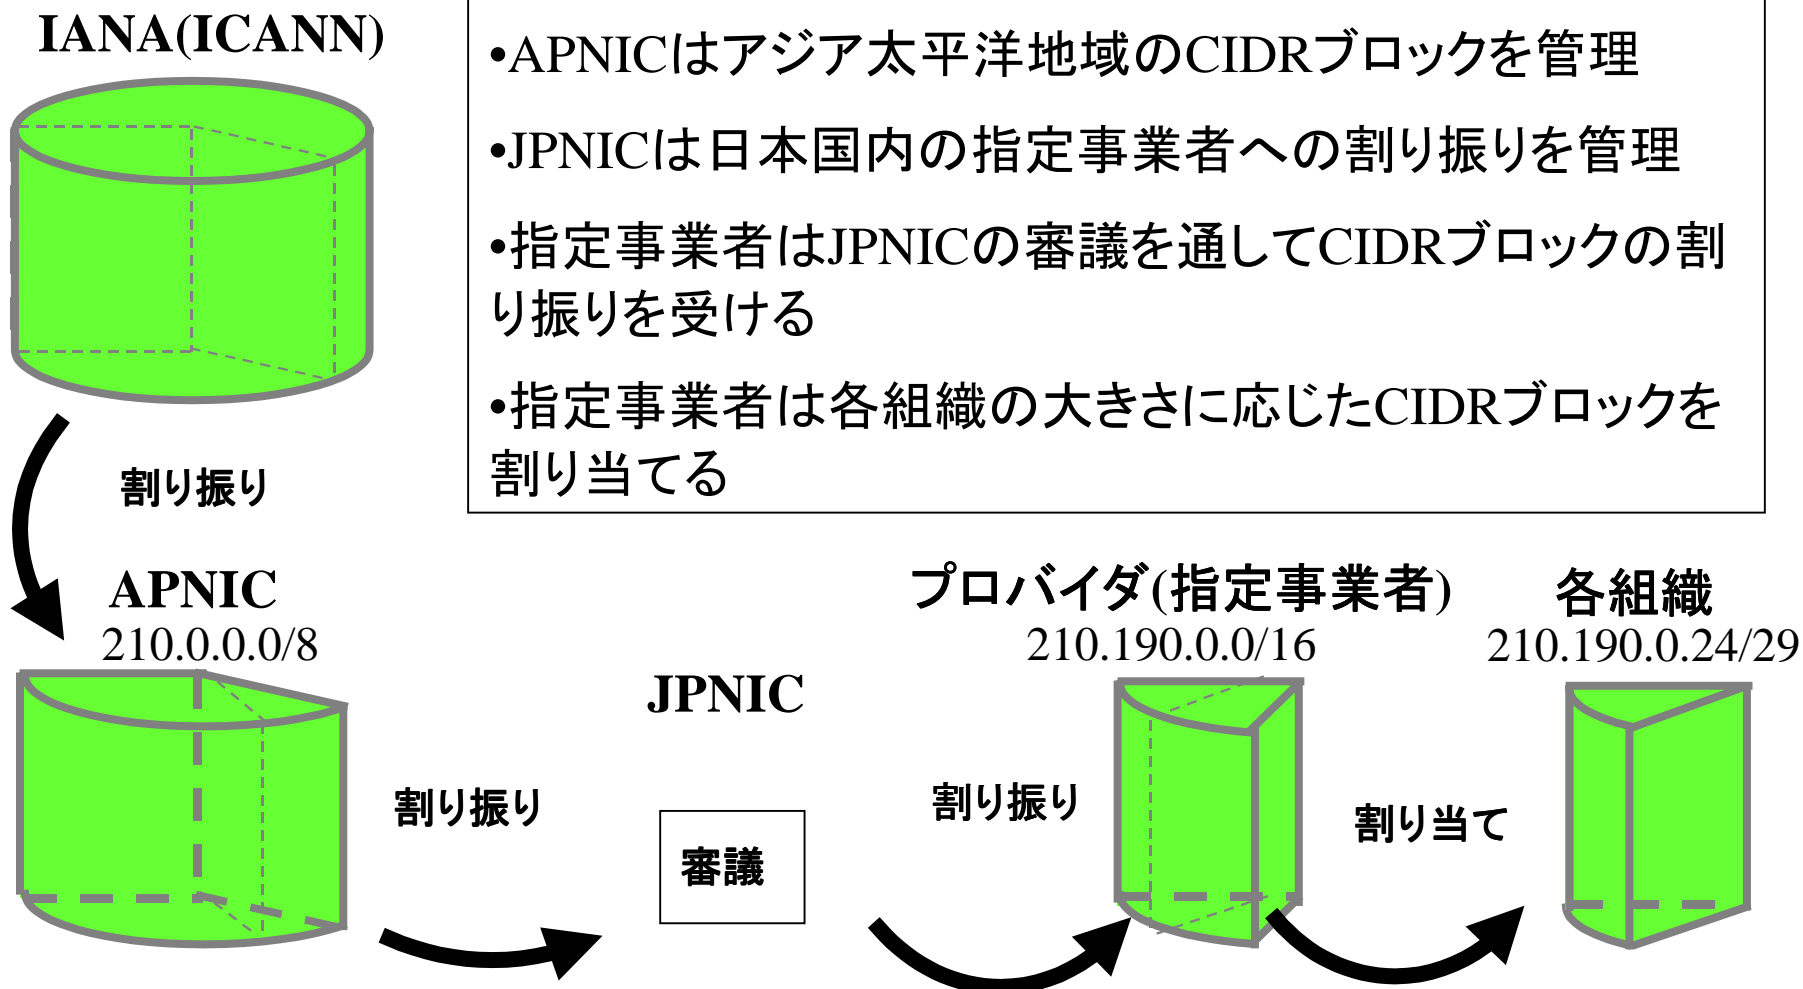 IANA(ICANN)
•APNICはアジア太平洋地域のCIDRブロックを管理
•JPNICは日本国内の指定事業者への割り振りを管理
•指定事業者はJPNICの審議を通してCIDRブロックの割
り振りを受ける
•指定事業者は各組織の大きさに応じたCIDRブロックを
割り当てる
割り振り
APNIC
210.0.0.0/8
割り振り
JPNIC
審議
割り振り
プロバイダ(指定事業者)
210.190.0.0/16
割り当て
各組織
210.190.0.24/29